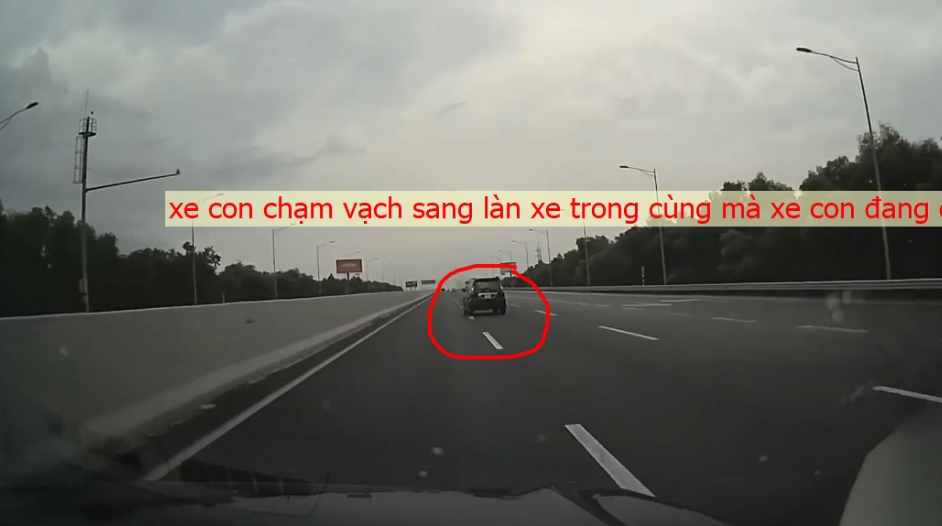 xe con chạm vạch sang làn xe trong cùng mà xe con đang